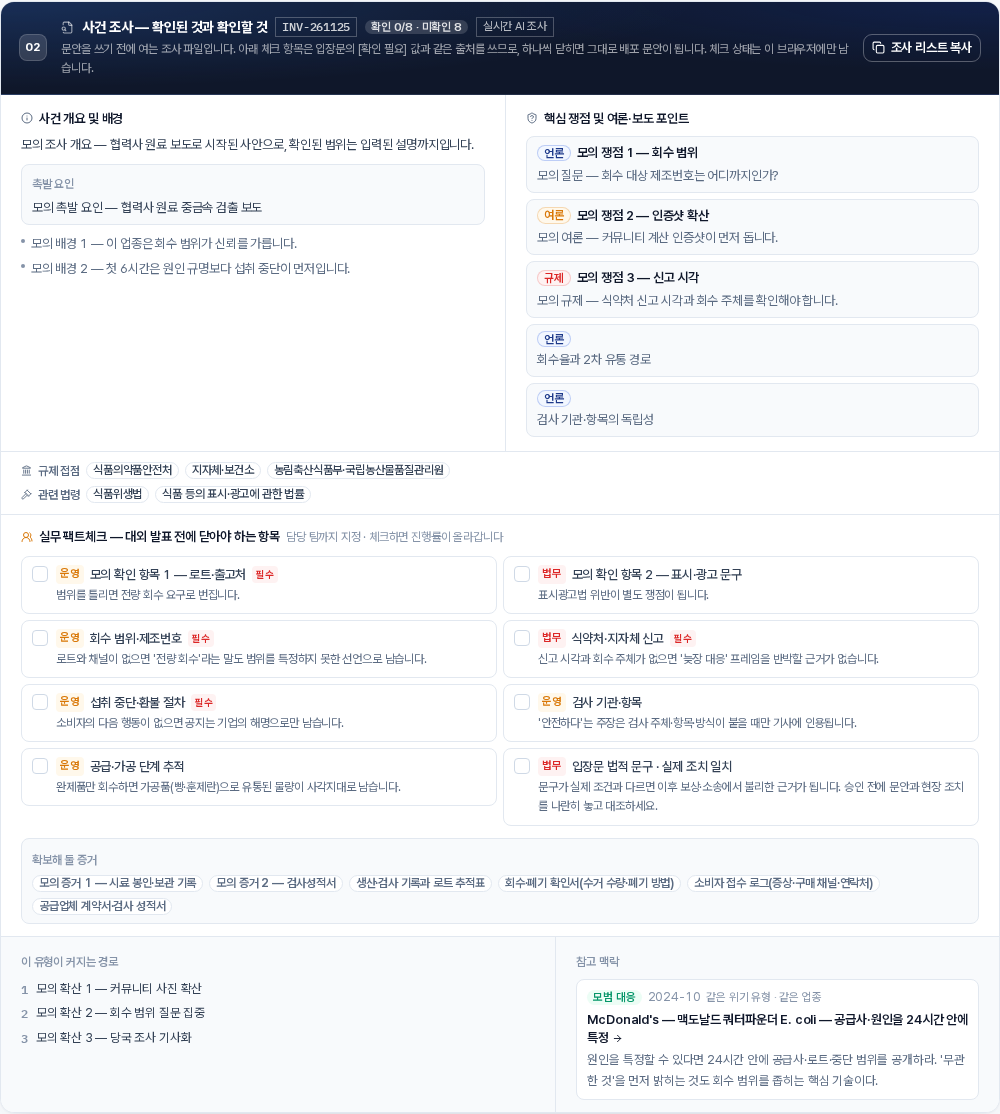 02
사건 조사 — 확인된 것과 확인할 것 INV-261125 확인 0/8 · 미확인 8 실시간 AI 조사
문안을 쓰기 전에 여는 조사 파일입니다. 아래 체크 항목은 입장문의 [확인 필요] 값과 같은 출처를 쓰므로, 하나씩 닫히면 그대로 배포 문안이 됩니다. 체크 상태는 이 브라우저에만 남
습니다.
조사 리스트 복사
사건 개요 및 배경
모의 조사 개요 — 협력사 원료 보도로 시작된 사안으로, 확인된 범위는 입력된 설명까지입니다.
촉발 요인
모의 촉발 요인 — 협력사 원료 중금속 검출 보도
모의 배경 1 — 이 업종은 회수 범위가 신뢰를 가릅니다.
모의 배경 2 — 첫 6시간은 원인 규명보다 섭취 중단이 먼저입니다.
핵심 쟁점 및 여론·보도 포인트
언론 모의 쟁점 1 — 회수 범위
모의 질문 — 회수 대상 제조번호는 어디까지인가?
여론 모의 쟁점 2 — 인증샷 확산
모의 여론 — 커뮤니티 계산 인증샷이 먼저 돕니다.
규제 모의 쟁점 3 — 신고 시각
모의 규제 — 식약처 신고 시각과 회수 주체를 확인해야 합니다.
언론
회수율과 2차 유통 경로
언론
검사 기관·항목의 독립성
규제 접점 식품의약품안전처 지자체·보건소 농림축산식품부·국립농산물품질관리원
관련 법령 식품위생법 식품 등의 표시·광고에 관한 법률
실무 팩트체크 — 대외 발표 전에 닫아야 하는 항목 담당 팀까지 지정 · 체크하면 진행률이 올라갑니다
운영 모의 확인 항목 1 — 로트·출고처 필수
범위를 틀리면 전량 회수 요구로 번집니다.
법무 모의 확인 항목 2 — 표시·광고 문구
표시광고법 위반이 별도 쟁점이 됩니다.
운영 회수 범위·제조번호 필수
로트와 채널이 없으면 '전량 회수'라는 말도 범위를 특정하지 못한 선언으로 남습니다.
법무 식약처·지자체 신고 필수
신고 시각과 회수 주체가 없으면 '늦장 대응' 프레임을 반박할 근거가 없습니다.
운영 섭취 중단·환불 절차 필수
소비자의 다음 행동이 없으면 공지는 기업의 해명으로만 남습니다.
운영 검사 기관·항목
'안전하다'는 주장은 검사 주체·항목·방식이 붙을 때만 기사에 인용됩니다.
운영 공급·가공 단계 추적
완제품만 회수하면 가공품(빵·훈제란)으로 유통된 물량이 사각지대로 남습니다.
법무 입장문 법적 문구 · 실제 조치 일치
문구가 실제 조건과 다르면 이후 보상·소송에서 불리한 근거가 됩니다. 승인 전에 문안과 현장 조치
를 나란히 놓고 대조하세요.
확보해 둘 증거
모의 증거 1 — 시료 봉인·보관 기록 모의 증거 2 — 검사성적서 생산·검사 기록과 로트 추적표 회수·폐기 확인서(수거 수량·폐기 방법) 소비자 접수 로그(증상·구매 채널·연락처)
공급업체 계약서·검사 성적서
이 유형이 커지는 경로
1 모의 확산 1 — 커뮤니티 사진 확산
2 모의 확산 2 — 회수 범위 질문 집중
3 모의 확산 3 — 당국 조사 기사화
참고 맥락
모범 대응 2024-10 같은 위기 유형 · 같은 업종
McDonald's — 맥도날드 쿼터파운더 E. coli — 공급사·원인을 24시간 안에
특정 →
원인을 특정할 수 있다면 24시간 안에 공급사·로트·중단 범위를 공개하라. '무관
한 것'을 먼저 밝히는 것도 회수 범위를 좁히는 핵심 기술이다.